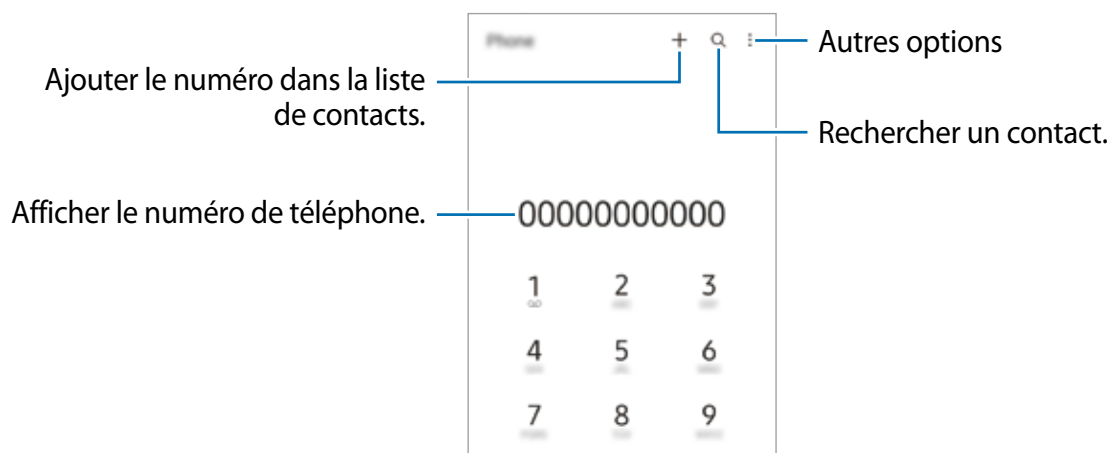 Phone
Autres options
Ajouter le numéro dans la liste
de contacts.
Rechercher un contact.
Afficher le numéro de téléphone.
00000000000
1 2 3
4 5 6
7 8 9